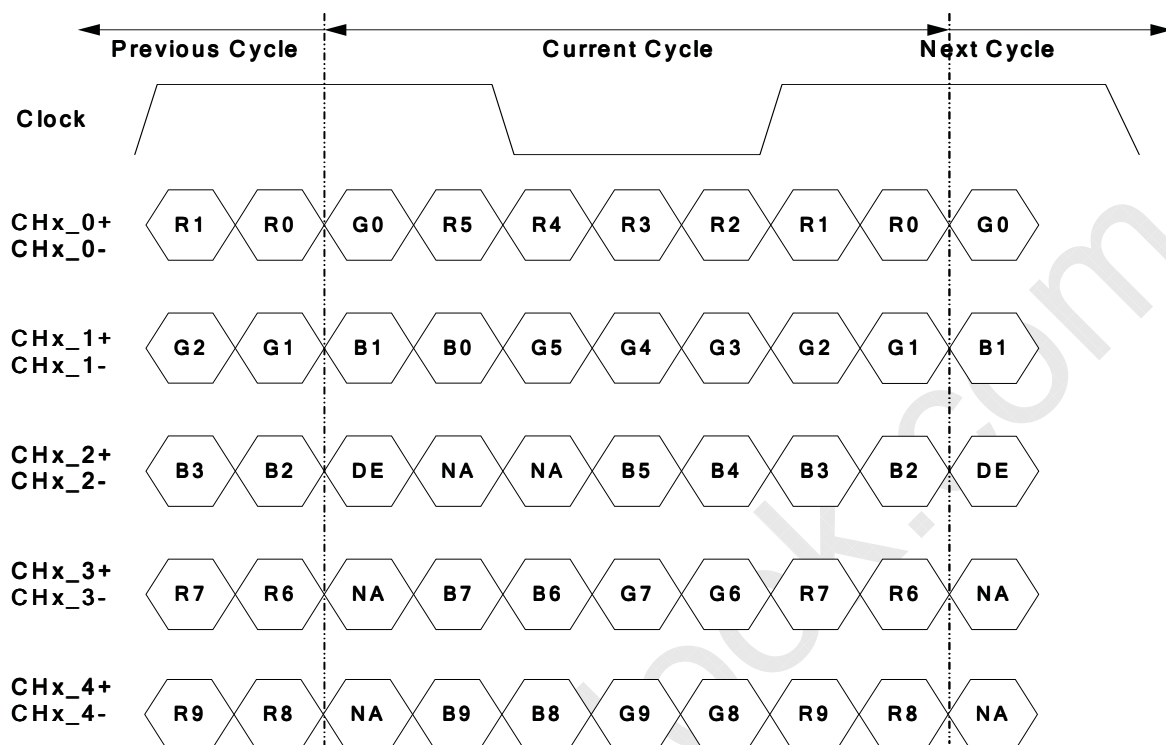 Previous Cycle Current Cycle Next Cycle
Clock
CHx_0+
CHx_0-
R1 R0 G0 R5 R4 R3 R2 R1 R0 G0
CHx_1+
CHx_1-
G2 G1 B1 B0 G5 G4 G3 G2 G1 B1
CHx_2+
CHx_2-
B3 B2 DE NA NA B5 B4 B3 B2 DE
CHx_3+
CHx_3-
R7 R6 NA B7 B6 G7 G6 R7 R6 NA
CHx_4+
CHx_4-
R9 R8 NA B9 B8 G9 G8 R9 R8 NA